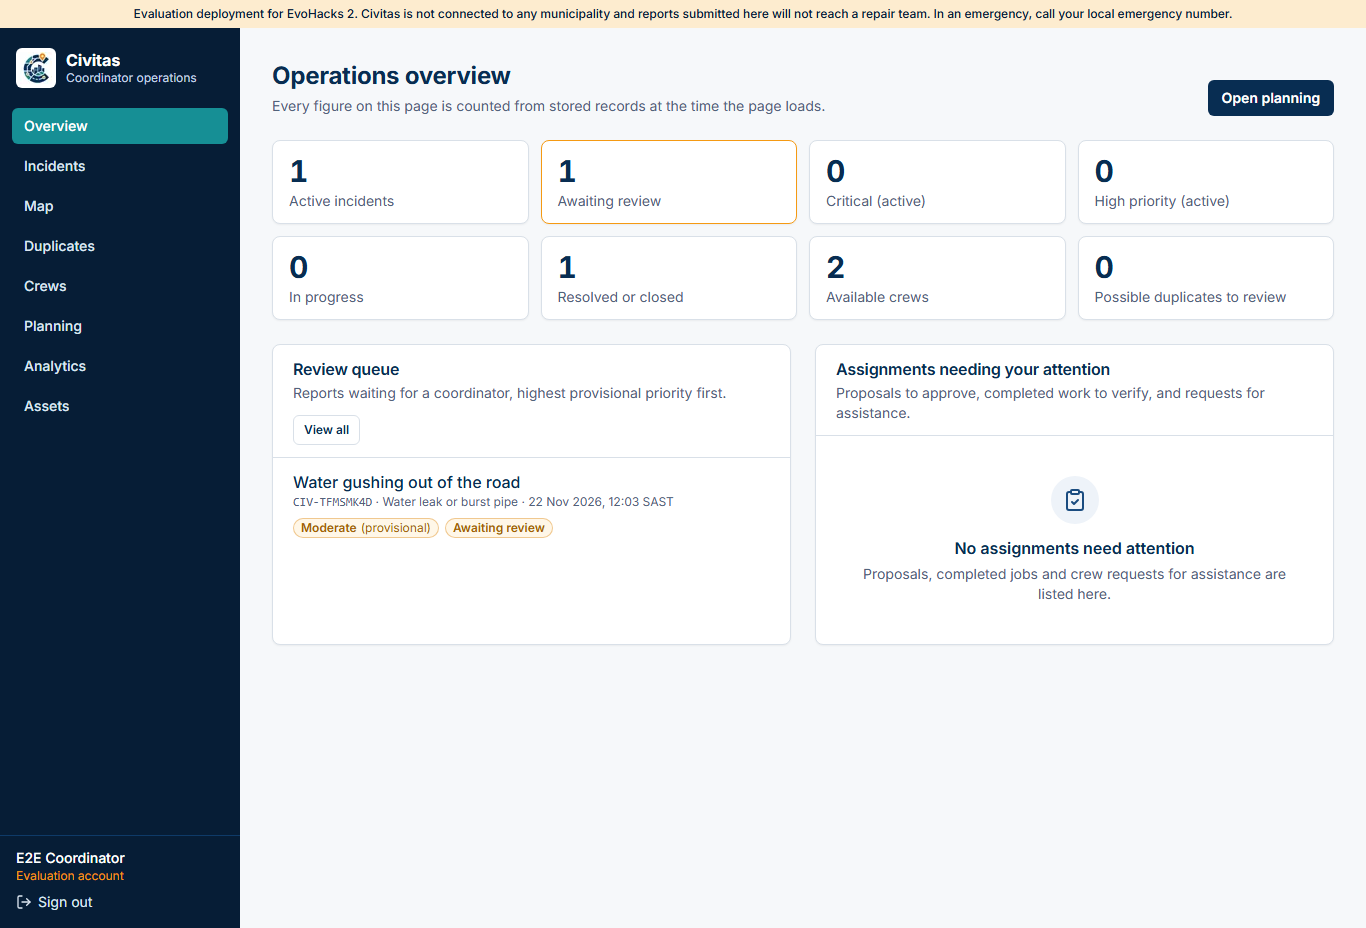 Evaluation deployment for EvoHacks 2. Civitas is not connected to any municipality and reports submitted here will not reach a repair team. In an emergency, call your local emergency number.
Civitas
Coordinator operations
Overview
Incidents
Map
Duplicates
Crews
Planning
Analytics
Assets
E2E Coordinator
Evaluation account
Sign out
Operations overview
Every figure on this page is counted from stored records at the time the page loads.
Open planning
1
Active incidents
1
Awaiting review
0
Critical (active)
0
High priority (active)
0
In progress
1
Resolved or closed
2
Available crews
0
Possible duplicates to review
Review queue
Reports waiting for a coordinator, highest provisional priority first.
View all
Water gushing out of the road
CIV-TFMSMK4D · Water leak or burst pipe · 22 Nov 2026, 12:03 SAST
Moderate (provisional) Awaiting review
Assignments needing your attention
Proposals to approve, completed work to verify, and requests for
assistance.
No assignments need attention
Proposals, completed jobs and crew requests for assistance are
listed here.